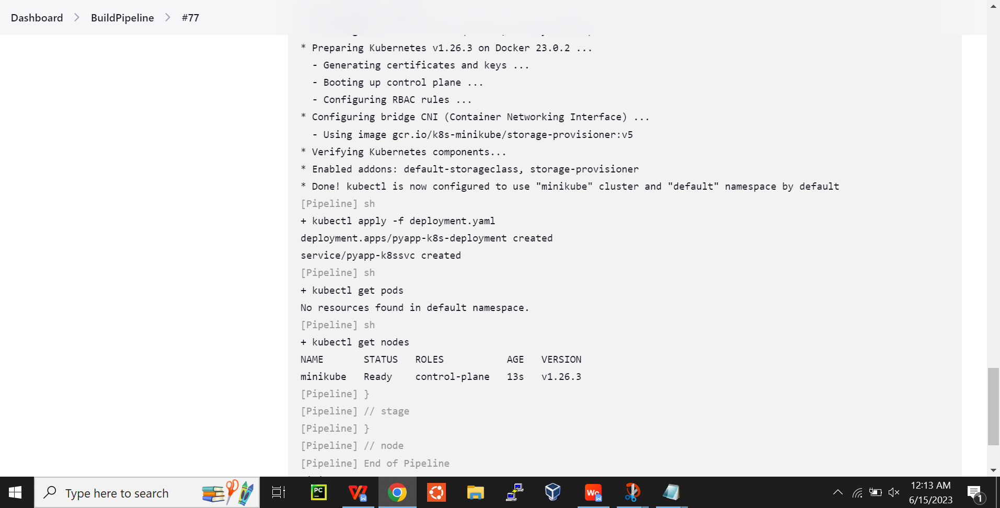 Dashboard > BuildPipeline > #77
* Preparing Kubernetes v1.26.3 on Docker 23.0.2 ...
  - Generating certificates and keys ...
  - Booting up control plane ...
  - Configuring RBAC rules ...
* Configuring bridge CNI (Container Networking Interface) ...
  - Using image gcr.io/k8s-minikube/storage-provisioner:v5
* Verifying Kubernetes components...
* Enabled addons: default-storageclass, storage-provisioner
* Done! kubectl is now configured to use "minikube" cluster and "default" namespace by default
[Pipeline] sh
+ kubectl apply -f deployment.yaml
deployment.apps/pyapp-k8s-deployment created
service/pyapp-k8ssvc created
[Pipeline] sh
+ kubectl get pods
No resources found in default namespace.
[Pipeline] sh
+ kubectl get nodes
NAME       STATUS   ROLES           AGE   VERSION
minikube   Ready    control-plane   13s   v1.26.3
[Pipeline] }
[Pipeline] // stage
[Pipeline] }
[Pipeline] // node
[Pipeline] End of Pipeline
Type here to search
PC
W
Wo
12:13 AM
6/15/2023
1